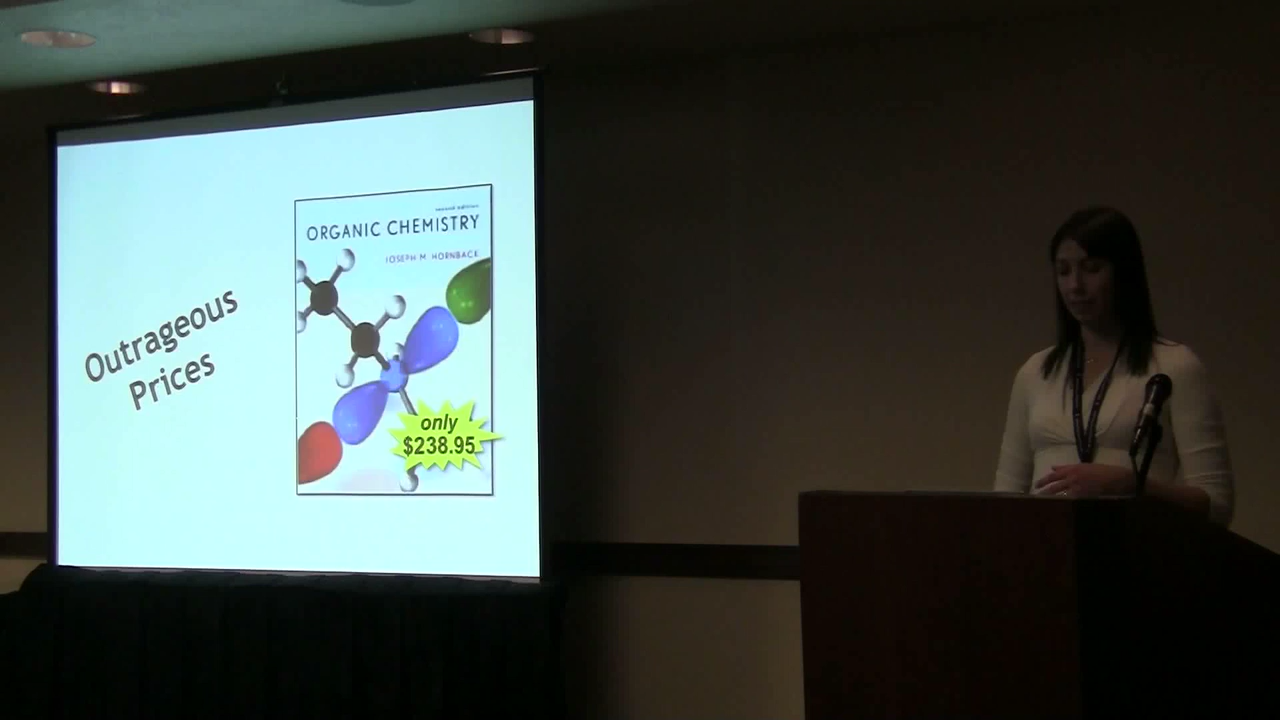 Outrageous
Prices
second edition
ORGANIC CHEMISTRY
JOSEPH M. HORNBACK
only
$238.95